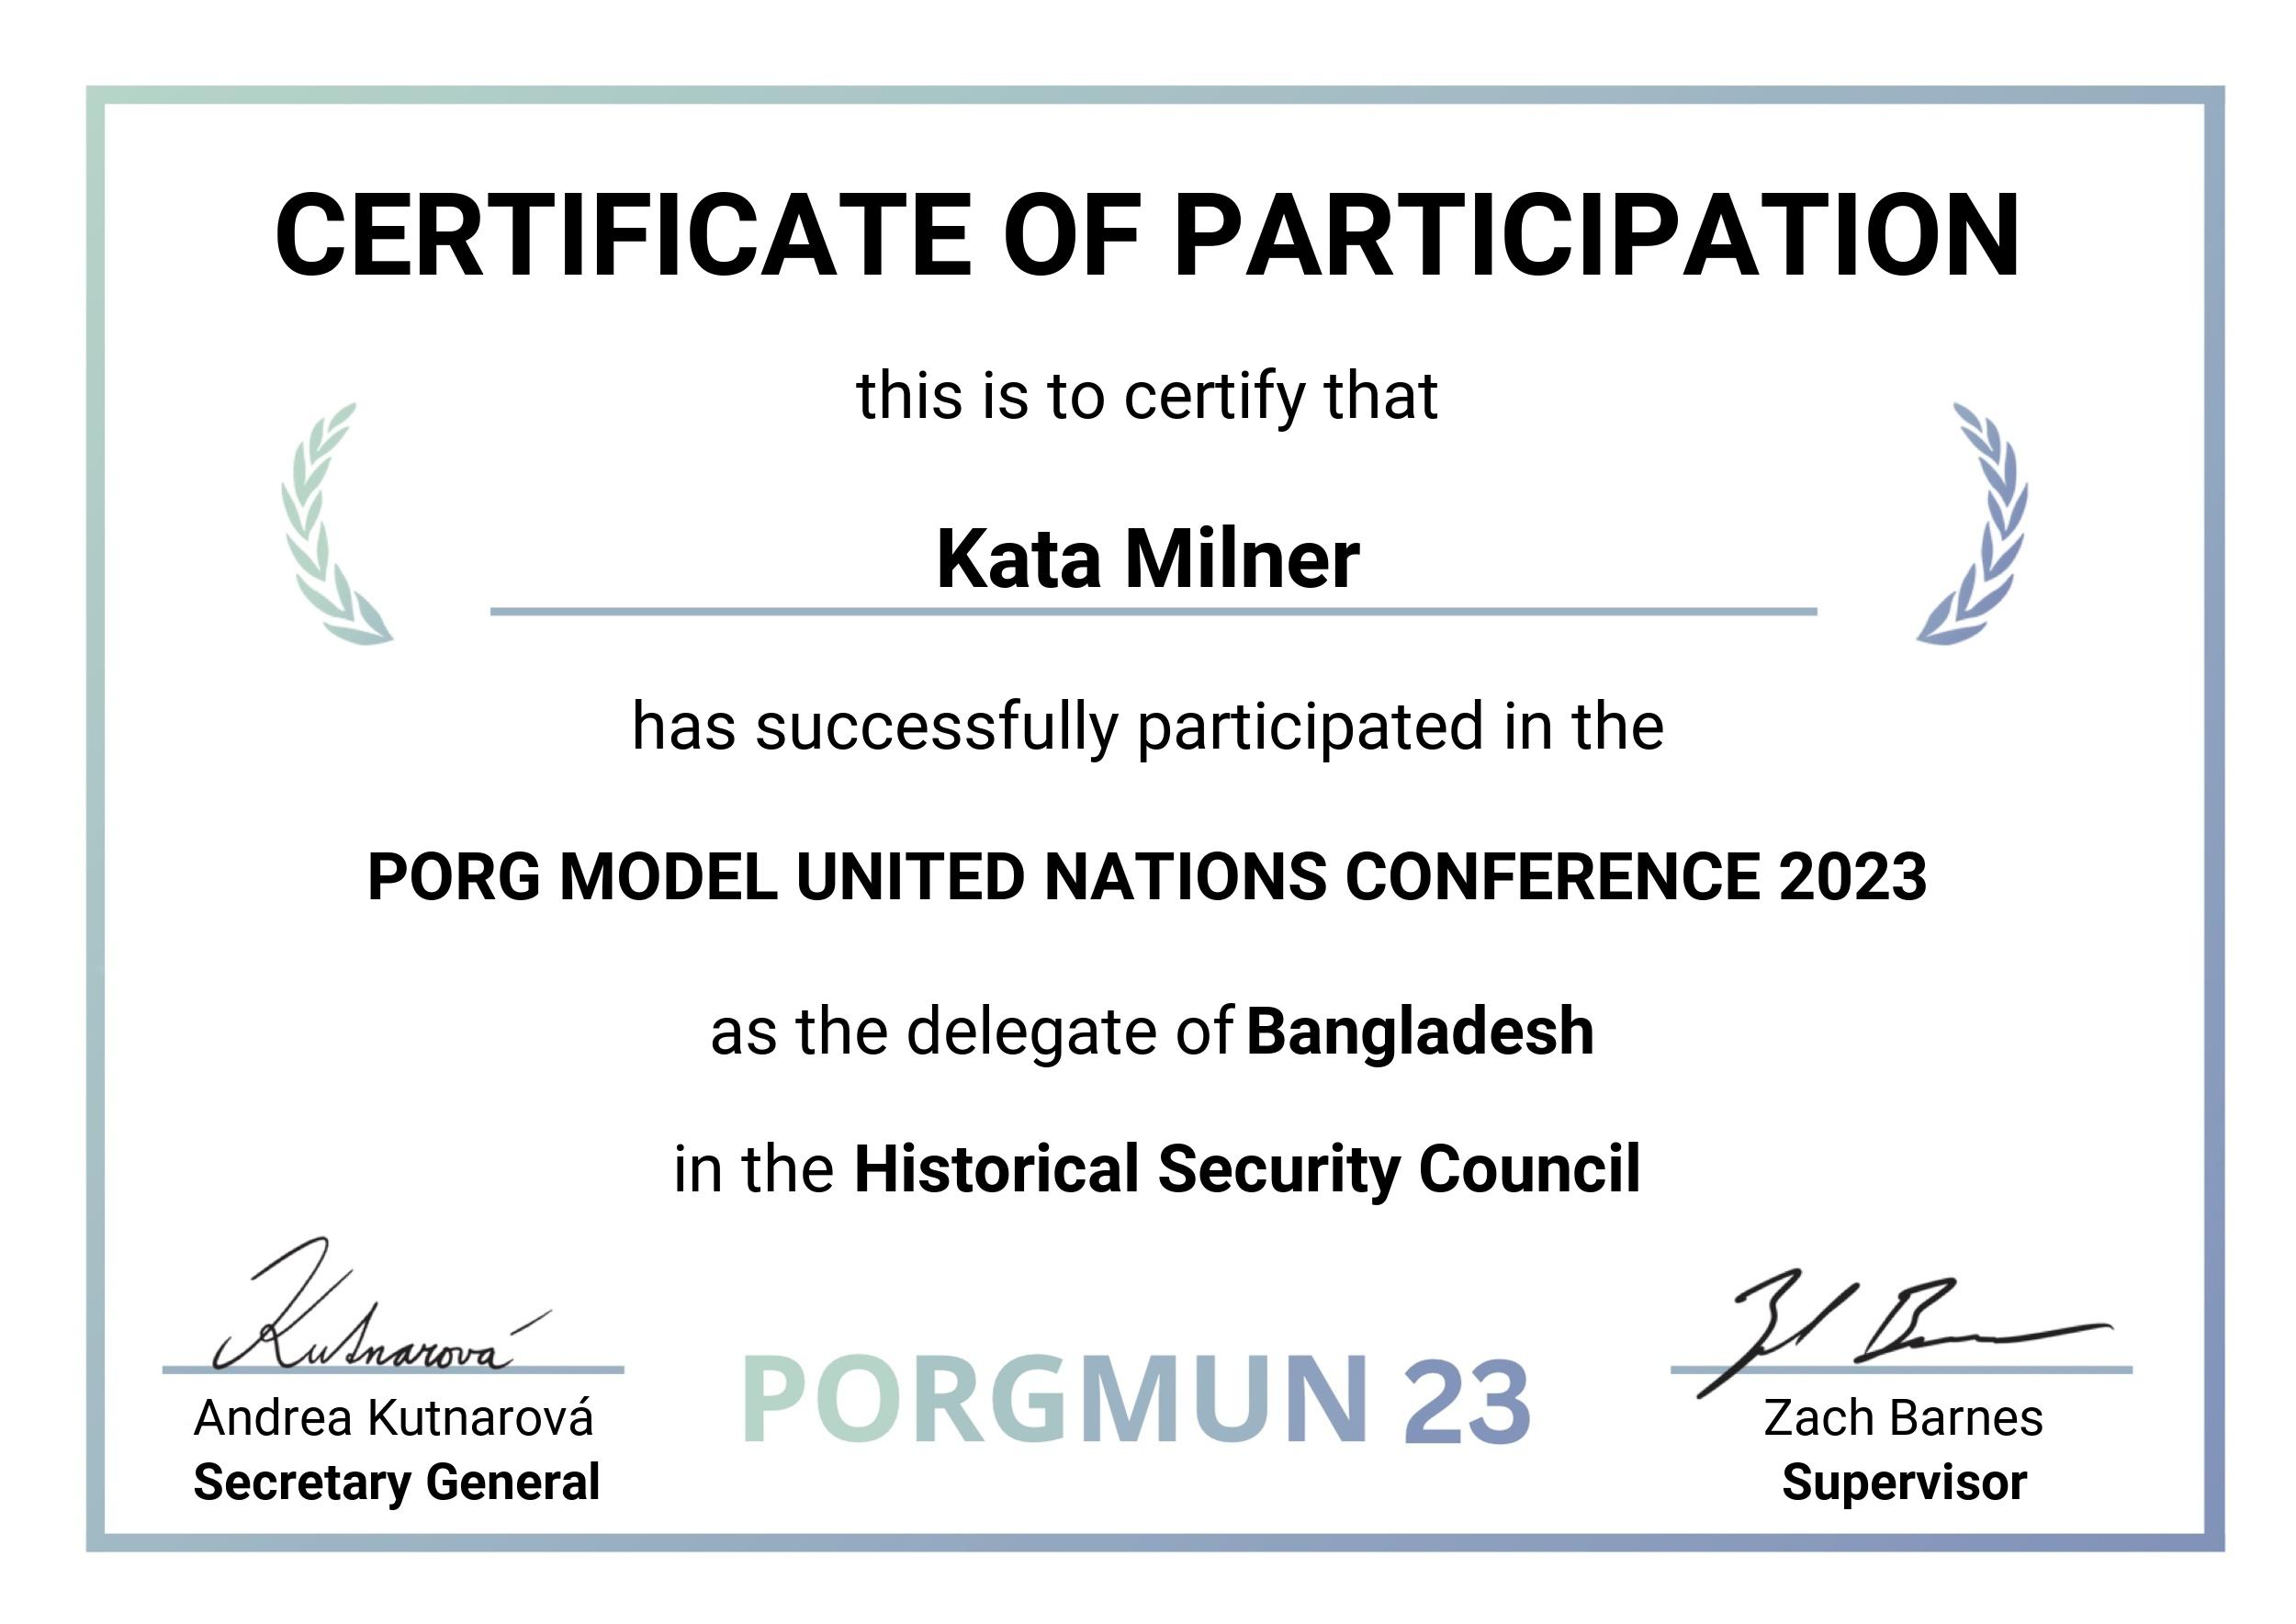 CERTIFICATE OF PARTICIPATION
this is to certify that
Kata Milner
has successfully participated in the
PORG MODEL UNITED NATIONS CONFERENCE 2023
as the delegate of Bangladesh
in the Historical Security Council
Kutnarová
Andrea Kutnarová
Secretary General
PORGMUN 23
Zach Barnes
Supervisor